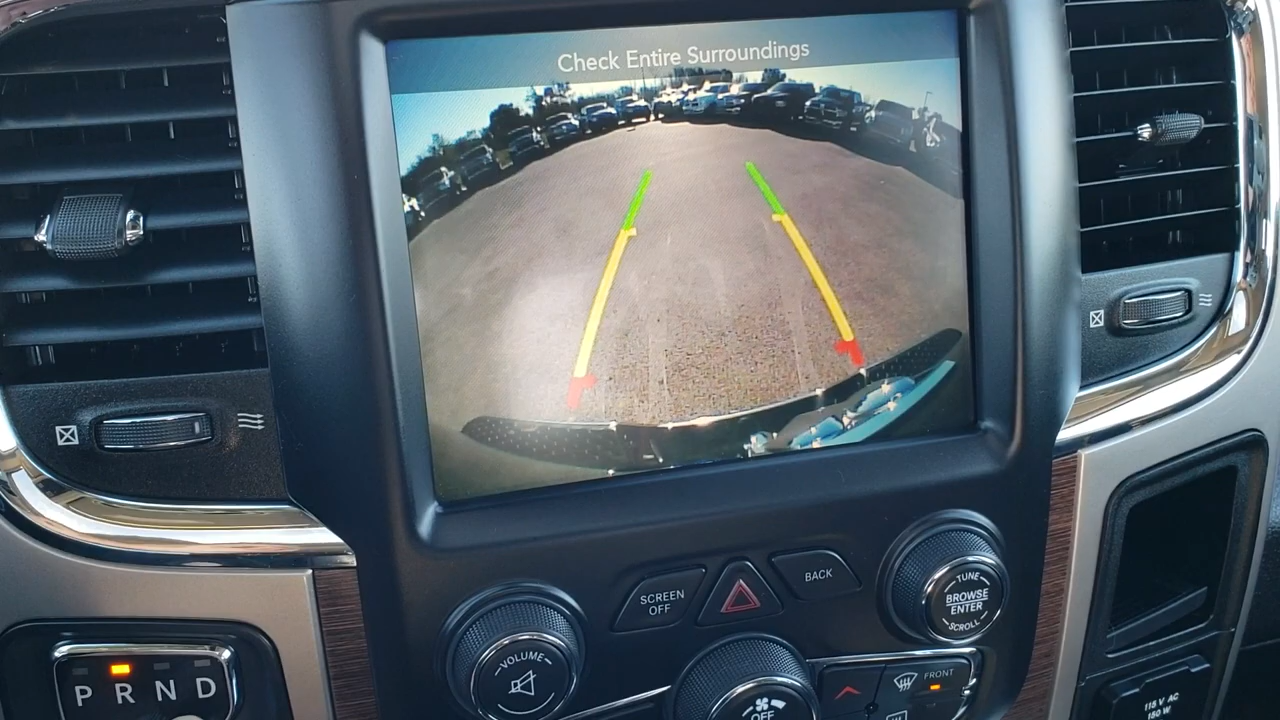 Check Entire Surroundings
SCREEN
OFF
BACK
TUNE
BROWSE
ENTER
SCROLL
VOLUME
OFF
FRONT
P R N D
115 V AC
150 W